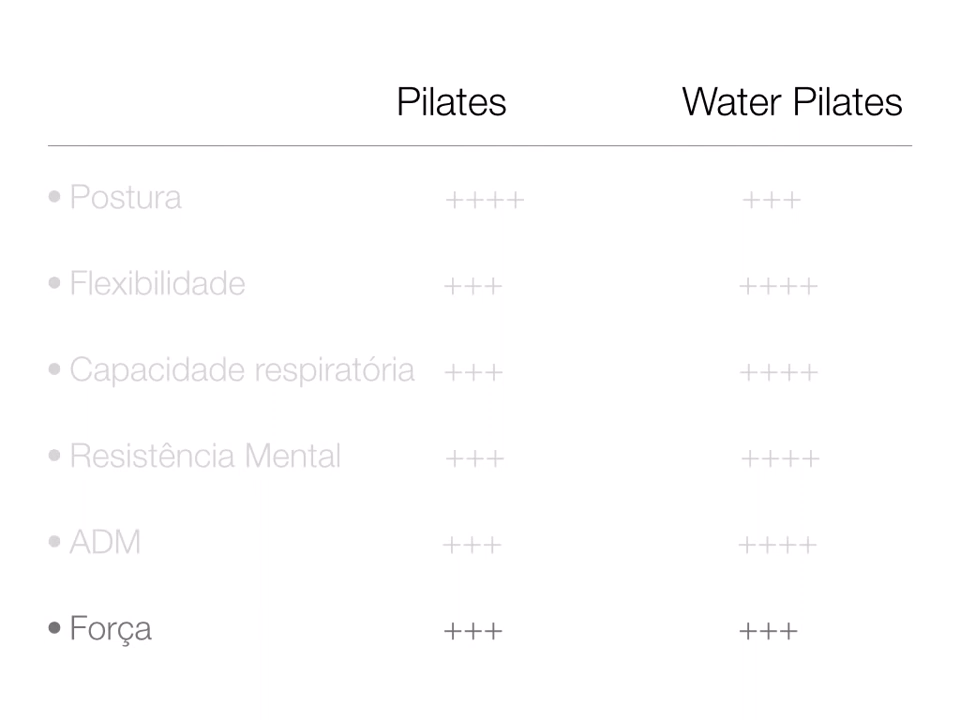 Pilates Water Pilates
• Postura ++++ +++
• Flexibilidade +++ ++++
• Capacidade respiratória +++ ++++
• Resistência Mental +++ ++++
• ADM +++ ++++
• Força +++ +++